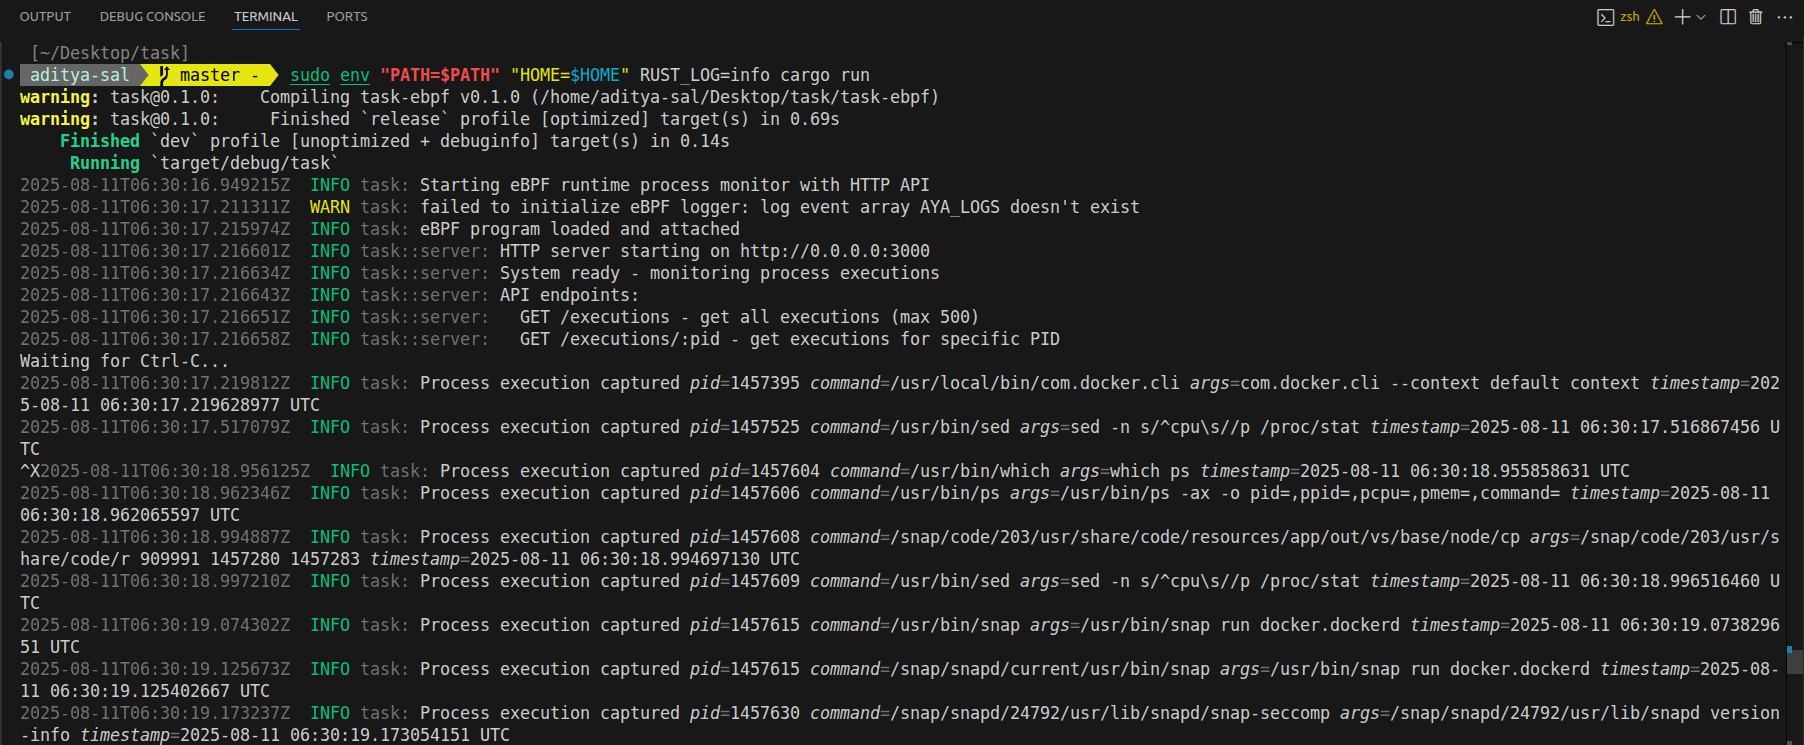 OUTPUT DEBUG CONSOLE TERMINAL PORTS zsh
[~/Desktop/task]
aditya-sal master - sudo env "PATH=$PATH" "HOME=$HOME" RUST_LOG=info cargo run
warning: task@0.1.0:    Compiling task-ebpf v0.1.0 (/home/aditya-sal/Desktop/task/task-ebpf)
warning: task@0.1.0:     Finished `release` profile [optimized] target(s) in 0.69s
    Finished `dev` profile [unoptimized + debuginfo] target(s) in 0.14s
     Running `target/debug/task`
2025-08-11T06:30:16.949215Z  INFO task: Starting eBPF runtime process monitor with HTTP API
2025-08-11T06:30:17.211311Z  WARN task: failed to initialize eBPF logger: log event array AYA_LOGS doesn't exist
2025-08-11T06:30:17.215974Z  INFO task: eBPF program loaded and attached
2025-08-11T06:30:17.216601Z  INFO task::server: HTTP server starting on http://0.0.0.0:3000
2025-08-11T06:30:17.216634Z  INFO task::server: System ready - monitoring process executions
2025-08-11T06:30:17.216643Z  INFO task::server: API endpoints:
2025-08-11T06:30:17.216651Z  INFO task::server:   GET /executions - get all executions (max 500)
2025-08-11T06:30:17.216658Z  INFO task::server:   GET /executions/:pid - get executions for specific PID
Waiting for Ctrl-C...
2025-08-11T06:30:17.219812Z  INFO task: Process execution captured pid=1457395 command=/usr/local/bin/com.docker.cli args=com.docker.cli --context default context timestamp=202
5-08-11 06:30:17.219628977 UTC
2025-08-11T06:30:17.517079Z  INFO task: Process execution captured pid=1457525 command=/usr/bin/sed args=sed -n s/^cpu\s//p /proc/stat timestamp=2025-08-11 06:30:17.516867456 U
TC
^X2025-08-11T06:30:18.956125Z  INFO task: Process execution captured pid=1457604 command=/usr/bin/which args=which ps timestamp=2025-08-11 06:30:18.955858631 UTC
2025-08-11T06:30:18.962346Z  INFO task: Process execution captured pid=1457606 command=/usr/bin/ps args=/usr/bin/ps -ax -o pid=,ppid=,pcpu=,pmem=,command= timestamp=2025-08-11
06:30:18.962065597 UTC
2025-08-11T06:30:18.994887Z  INFO task: Process execution captured pid=1457608 command=/snap/code/203/usr/share/code/resources/app/out/vs/base/node/cp args=/snap/code/203/usr/s
hare/code/r 909991 1457280 1457283 timestamp=2025-08-11 06:30:18.994697130 UTC
2025-08-11T06:30:18.997210Z  INFO task: Process execution captured pid=1457609 command=/usr/bin/sed args=sed -n s/^cpu\s//p /proc/stat timestamp=2025-08-11 06:30:18.996516460 U
TC
2025-08-11T06:30:19.074302Z  INFO task: Process execution captured pid=1457615 command=/usr/bin/snap args=/usr/bin/snap run docker.dockerd timestamp=2025-08-11 06:30:19.0738296
51 UTC
2025-08-11T06:30:19.125673Z  INFO task: Process execution captured pid=1457615 command=/snap/snapd/current/usr/bin/snap args=/usr/bin/snap run docker.dockerd timestamp=2025-08-
11 06:30:19.125402667 UTC
2025-08-11T06:30:19.173237Z  INFO task: Process execution captured pid=1457630 command=/snap/snapd/24792/usr/lib/snapd/snap-seccomp args=/snap/snapd/24792/usr/lib/snapd version
-info timestamp=2025-08-11 06:30:19.173054151 UTC